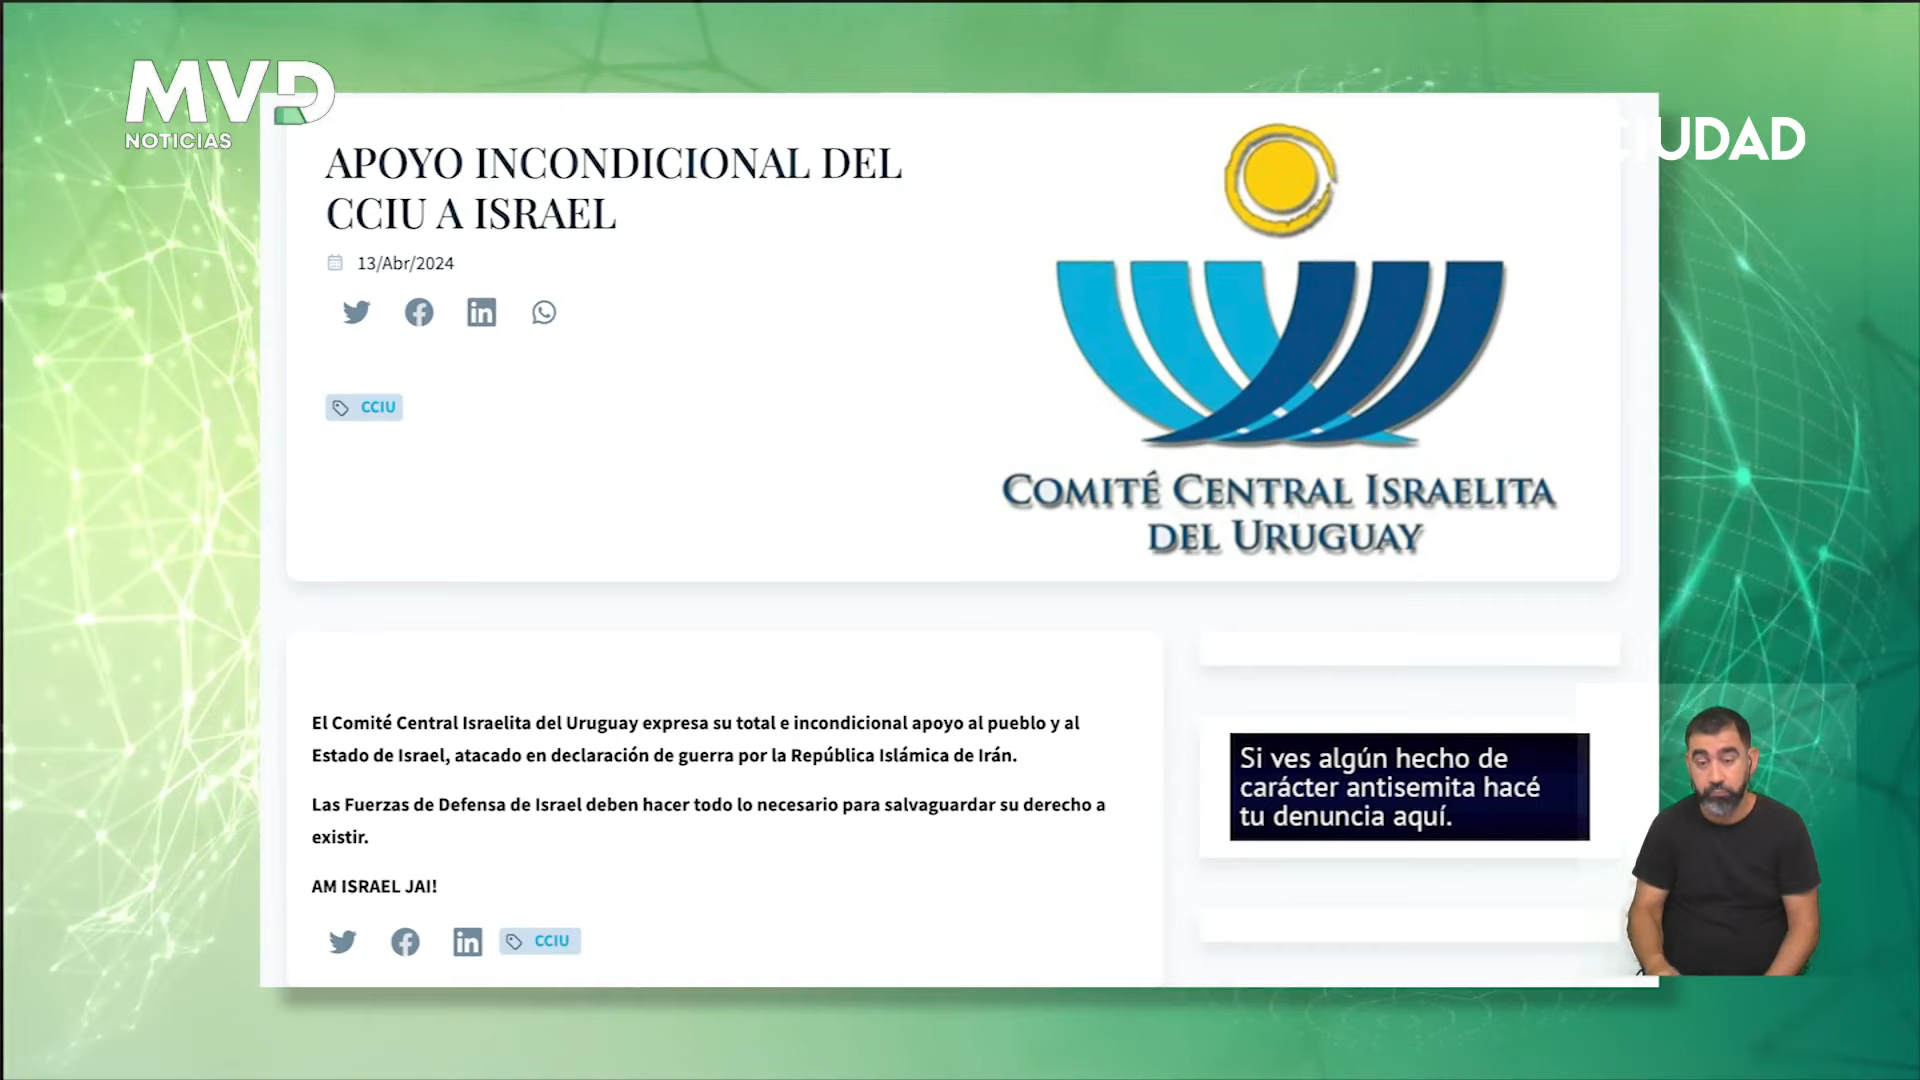 MVD
NOTICIAS
CIUDAD
APOYO INCONDICIONAL DEL
CCIU A ISRAEL
13/Abr/2024
CCIU
COMITÉ CENTRAL ISRAELITA
DEL URUGUAY
El Comité Central Israelita del Uruguay expresa su total e incondicional apoyo al pueblo y al
Estado de Israel, atacado en declaración de guerra por la República Islámica de Irán.
Las Fuerzas de Defensa de Israel deben hacer todo lo necesario para salvaguardar su derecho a
existir.
AM ISRAEL JAI!
CCIU
Si ves algún hecho de
carácter antisemita hacé
tu denuncia aquí.